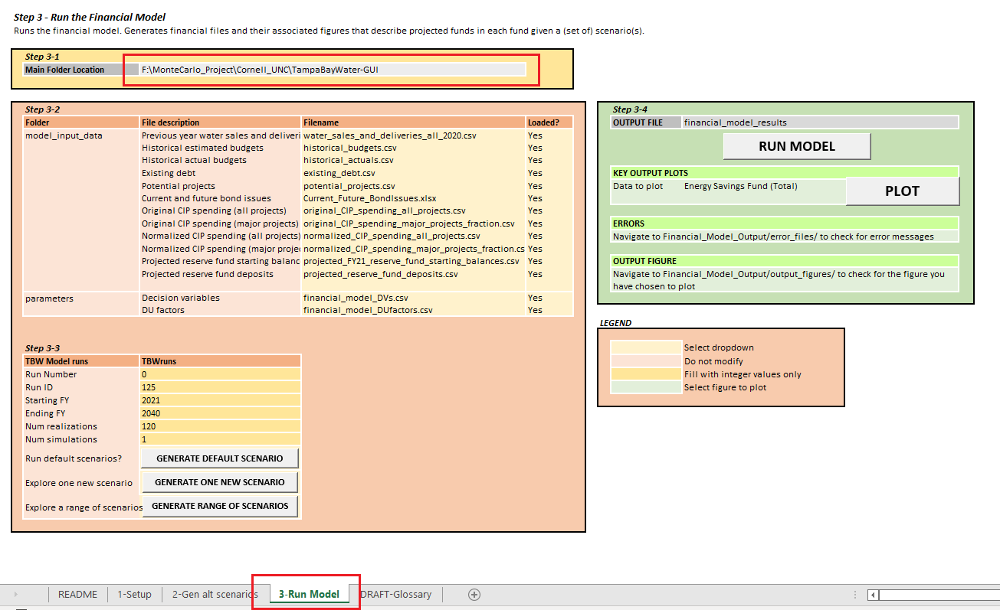 Step 3 - Run the Financial Model
Runs the financial model. Generates financial files and their associated figures that describe projected funds in each fund given a (set of) scenario(s).
Step 3-1
Main Folder Location F:\MonteCarlo_Project\Cornell_UNC\TampaBayWater-GUI
Step 3-2
Folder File description Filename Loaded?
model_input_data Previous year water sales and deliveri water_sales_and_deliveries_all_2020.csv Yes
Historical estimated budgets historical_budgets.csv Yes
Historical actual budgets historical_actuals.csv Yes
Existing debt existing_debt.csv Yes
Potential projects potential_projects.csv Yes
Current and future bond issues Current_Future_BondIssues.xlsx Yes
Original CIP spending (all projects) original_CIP_spending_all_projects.csv Yes
Original CIP spending (major projects) original_CIP_spending_major_projects_fraction.csv Yes
Normalized CIP spending (all projects) normalized_CIP_spending_all_projects.csv Yes
Normalized CIP spending (major projec normalized_CIP_spending_major_projects_fraction.cs Yes
Projected reserve fund starting balanc projected_FY21_reserve_fund_starting_balances.csv Yes
Projected reserve fund deposits projected_reserve_fund_deposits.csv Yes
parameters Decision variables financial_model_DVs.csv Yes
DU factors financial_model_DUfactors.csv Yes
Step 3-3
TBW Model runs TBWruns
Run Number 0
Run ID 125
Starting FY 2021
Ending FY 2040
Num realizations 120
Num simulations 1
Run default scenarios? GENERATE DEFAULT SCENARIO
Explore one new scenario GENERATE ONE NEW SCENARIO
Explore a range of scenarios GENERATE RANGE OF SCENARIOS
Step 3-4
OUTPUT FILE financial_model_results
RUN MODEL
KEY OUTPUT PLOTS
Data to plot Energy Savings Fund (Total) PLOT
ERRORS
Navigate to Financial_Model_Output/error_files/ to check for error messages
OUTPUT FIGURE
Navigate to Financial_Model_Output/output_figures/ to check for the figure you
have chosen to plot
LEGEND
Select dropdown
Do not modify
Fill with integer values only
Select figure to plot
README 1-Setup 2-Gen alt scenarios 3-Run Model DRAFT-Glossary